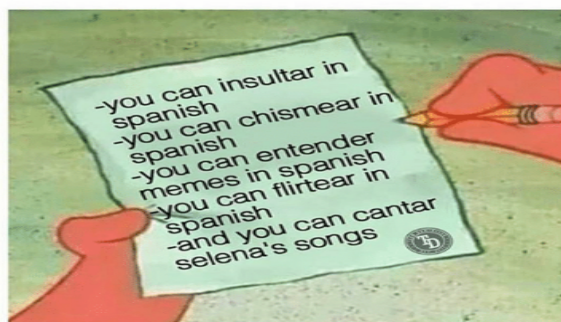 -you can insultar in
spanish
-you can chismear in
spanish
-you can entender
memes in spanish
-you can flirtear in
spanish
-and you can cantar
selena's songs